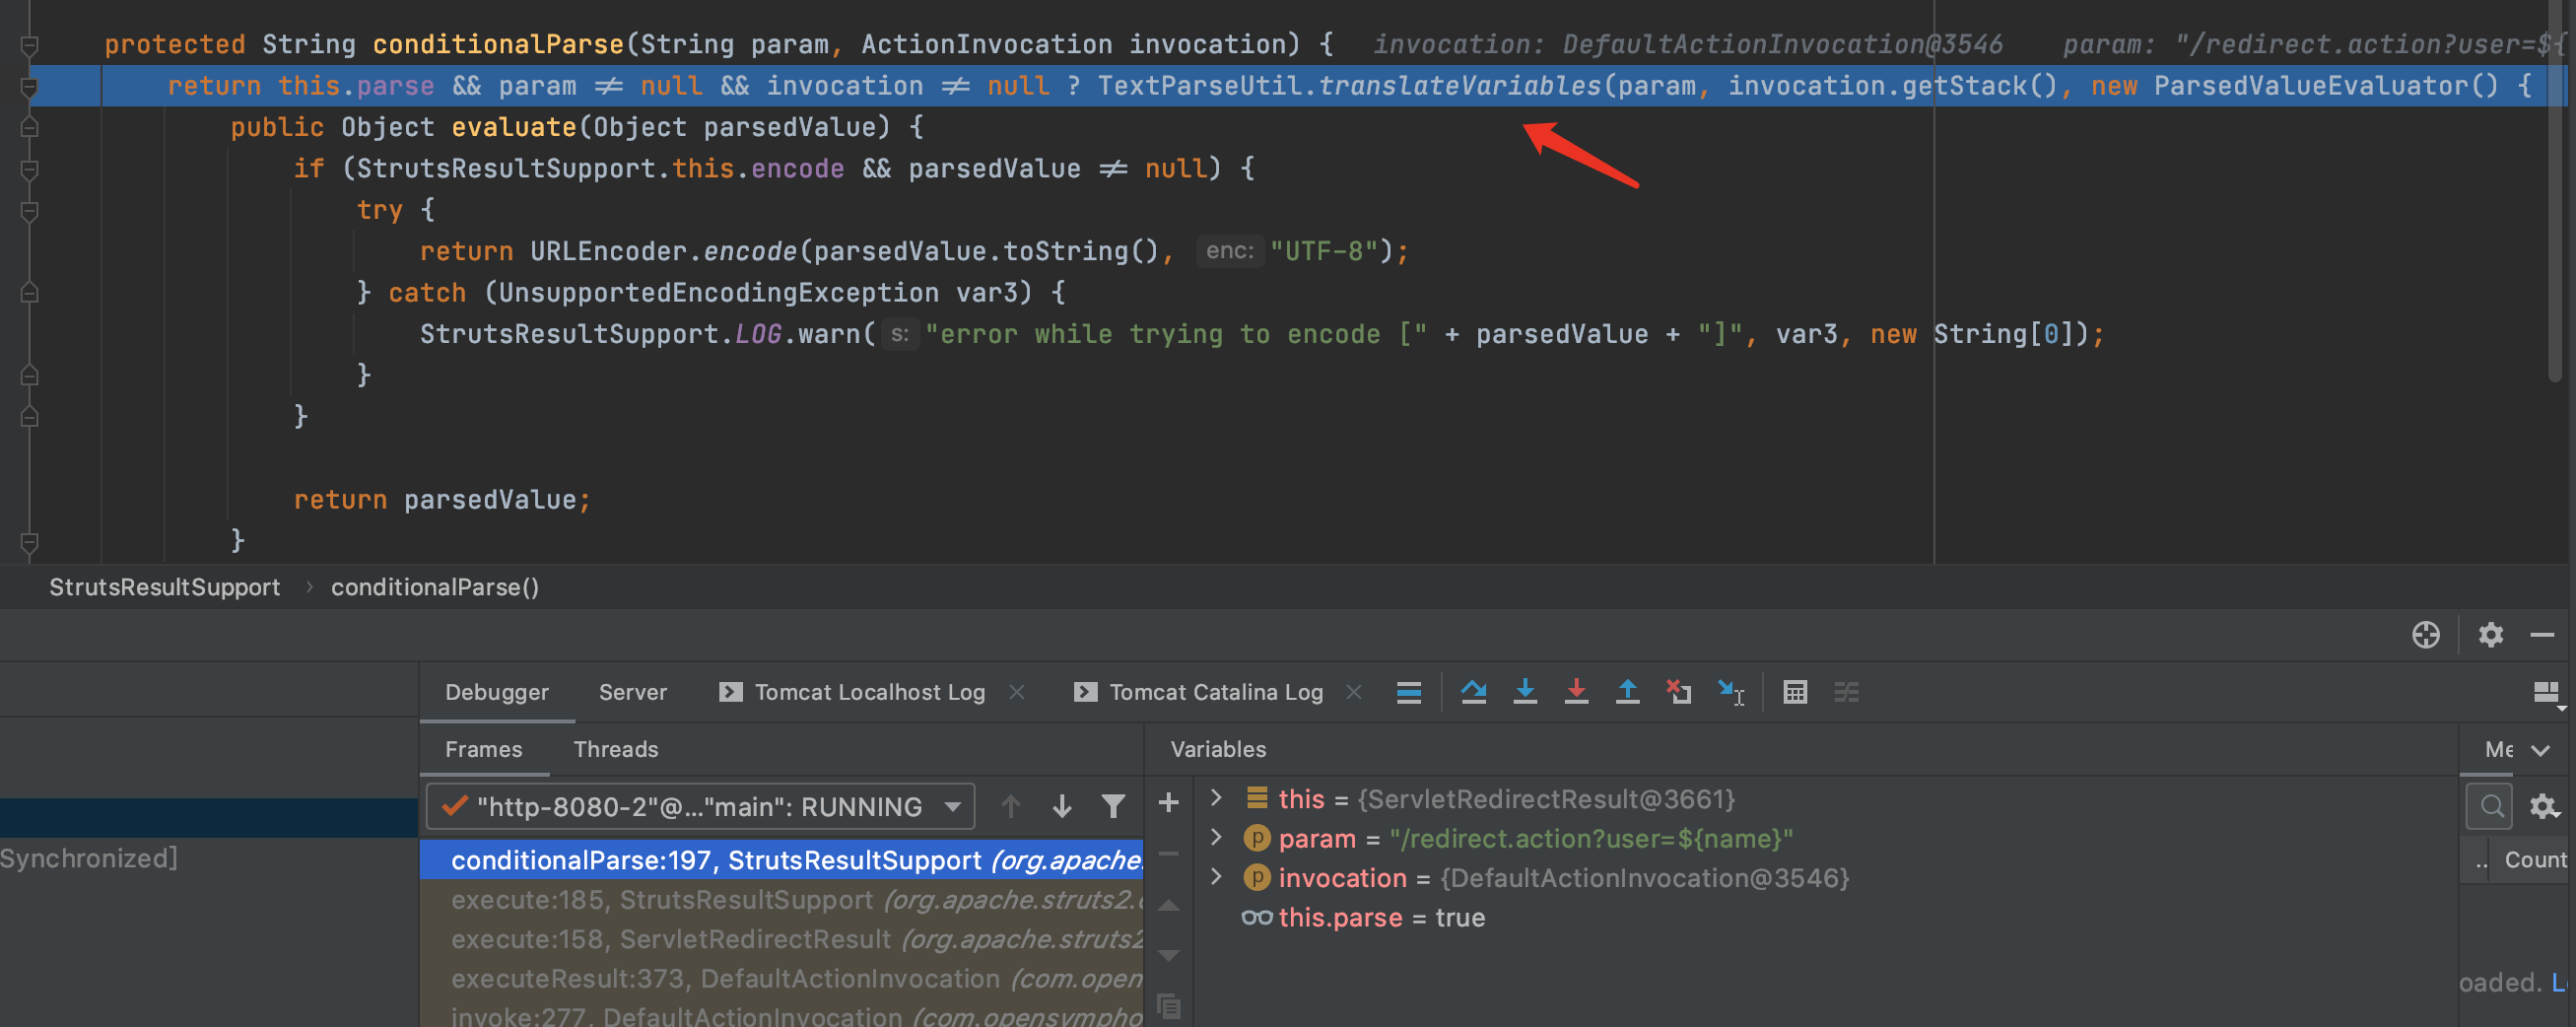 protected String conditionalParse(String param, ActionInvocation invocation) { invocation: DefaultActionInvocation@3546 param: "/redirect.action?user=${
return this.parse && param ≠ null && invocation ≠ null ? TextParseUtil.translateVariables(param, invocation.getStack(), new ParsedValueEvaluator() {
public Object evaluate(Object parsedValue) {
if (StrutsResultSupport.this.encode && parsedValue ≠ null) {
try {
return URLEncoder.encode(parsedValue.toString(), enc: "UTF-8");
} catch (UnsupportedEncodingException var3) {
StrutsResultSupport.LOG.warn( s: "error while trying to encode [" + parsedValue + "]", var3, new String[0]);
}
}
return parsedValue;
}
StrutsResultSupport › conditionalParse()
Debugger Server Tomcat Localhost Log Tomcat Catalina Log
Frames Threads Variables Me
"http-8080-2"@..."main": RUNNING
this = {ServletRedirectResult@3661}
param = "/redirect.action?user=${name}"
invocation = {DefaultActionInvocation@3546}
this.parse = true
Synchronized]
conditionalParse:197, StrutsResultSupport (org.apache.
execute:185, StrutsResultSupport (org.apache.struts2.
execute:158, ServletRedirectResult (org.apache.struts2
executeResult:373, DefaultActionInvocation (com.open
invoke:277, DefaultActionInvocation (com.opensympho
.. Count
oaded. L